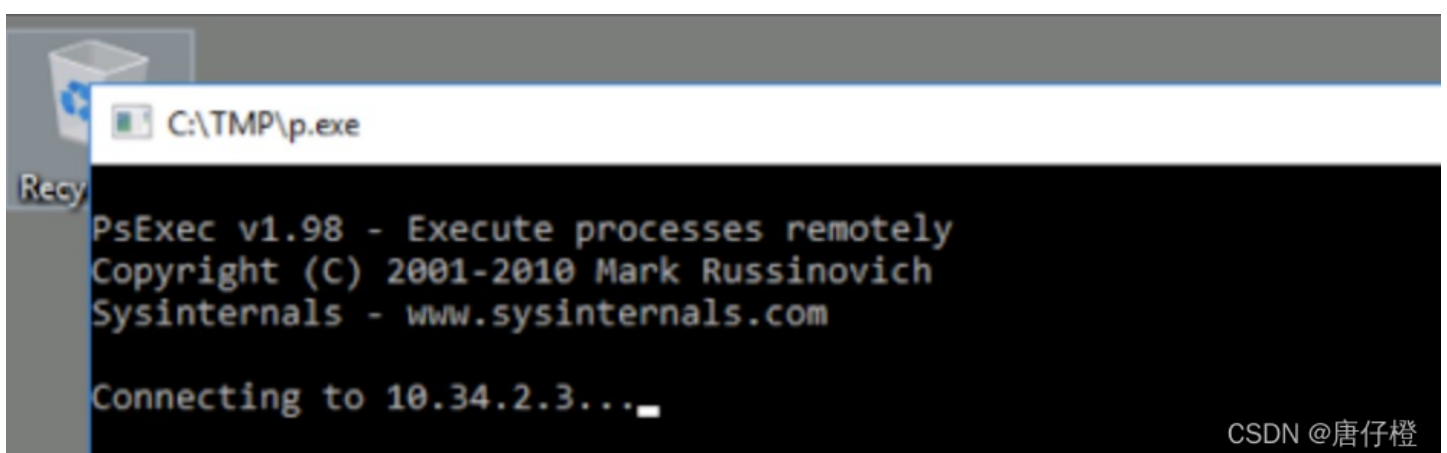 C:\TMP\p.exe
Recy
PsExec v1.98 - Execute processes remotely
Copyright (C) 2001-2010 Mark Russinovich
Sysinternals - www.sysinternals.com
Connecting to 10.34.2.3...
CSDN @唐仔橙